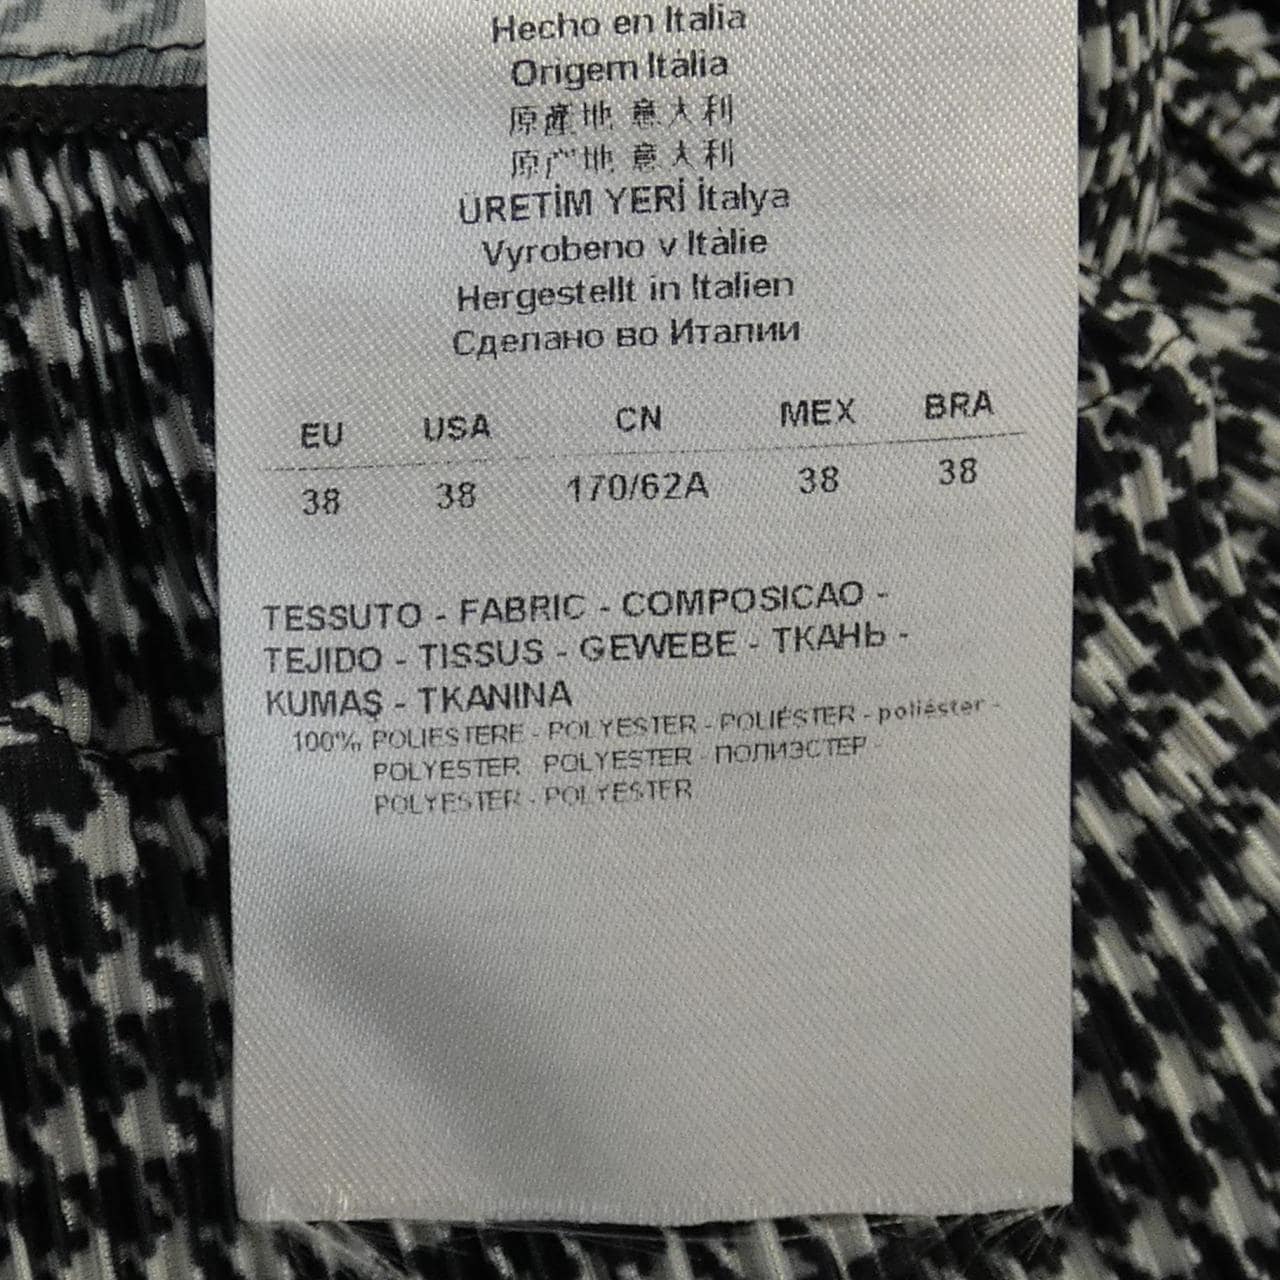 Hecho en Italia
Origem Itália
原產地 意大利
原产地 意大利
ÜRETİM YERİ İtalya
Vyrobeno v Itàlie
Hergestellt in Italien
Сделано во Италии
EU USA CN MEX BRA
38 38 170/62A 38 38
TESSUTO - FABRIC - COMPOSICAO -
TEJIDO - TISSUS - GEWEBE - ТКАНЬ -
KUMAŞ - TKANINA
100% POLIESTERE - POLYESTER - POLIÉSTER - poliéster -
POLYESTER POLYESTER - ПОЛИЭСТЕР -
POLYESTER - POLYESTER